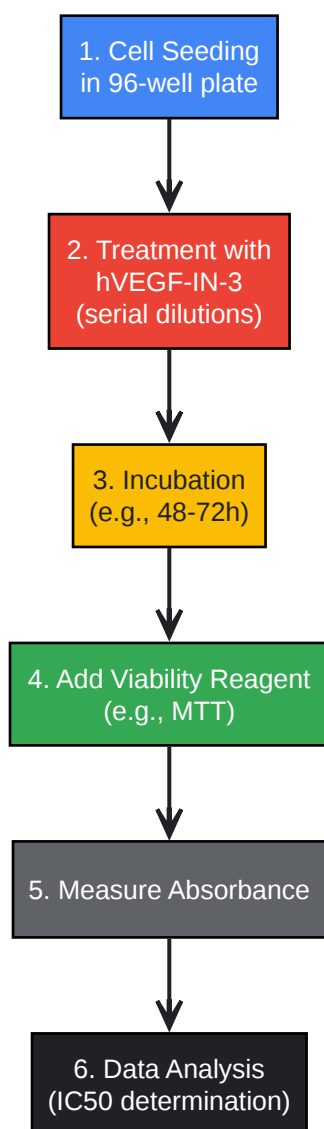 1. Cell Seeding
in 96-well plate
2. Treatment with
hVEGF-IN-3
(serial dilutions)
3. Incubation
(e.g., 48-72h)
4. Add Viability Reagent
(e.g., MTT)
5. Measure Absorbance
6. Data Analysis
(IC50 determination)